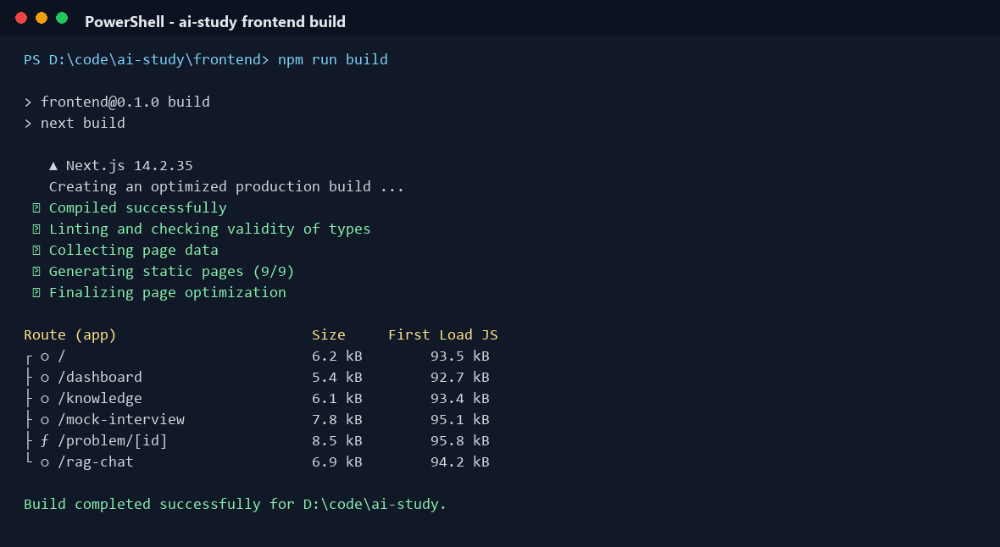 PowerShell - ai-study frontend build
PS D:\code\ai-study\frontend> npm run build
> frontend@0.1.0 build
> next build
▲ Next.js 14.2.35
Creating an optimized production build ...
⍰ Compiled successfully
⍰ Linting and checking validity of types
⍰ Collecting page data
⍰ Generating static pages (9/9)
⍰ Finalizing page optimization
Route (app) Size First Load JS
┌ ○ / 6.2 kB 93.5 kB
├ ○ /dashboard 5.4 kB 92.7 kB
├ ○ /knowledge 6.1 kB 93.4 kB
├ ○ /mock-interview 7.8 kB 95.1 kB
├ ƒ /problem/[id] 8.5 kB 95.8 kB
└ ○ /rag-chat 6.9 kB 94.2 kB
Build completed successfully for D:\code\ai-study.